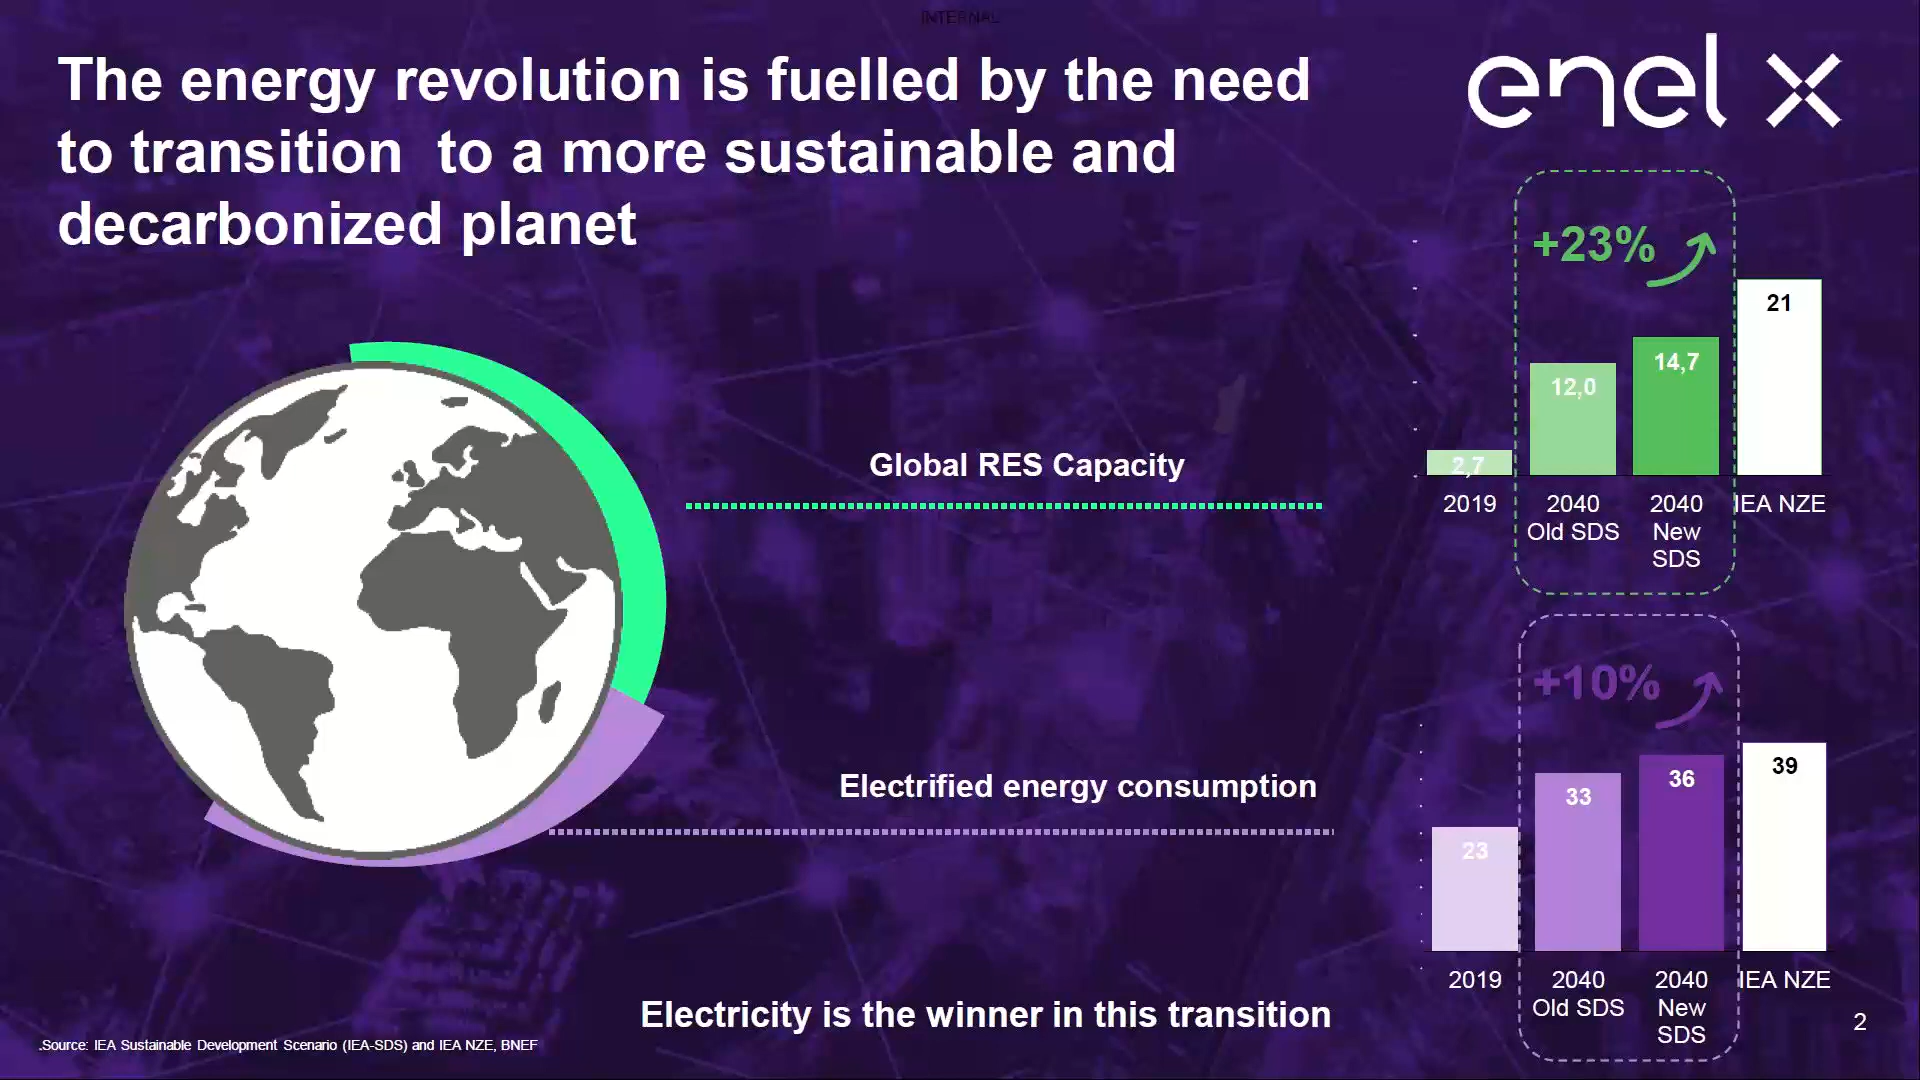 INTERNAL
The energy revolution is fuelled by the need
to transition  to a more sustainable and
decarbonized planet
enel x
+23%
21
14,7
12,0
2,7
2019
2040
Old SDS
2040
New
SDS
IEA NZE
Global RES Capacity
+10%
39
36
33
23
2019
2040
Old SDS
2040
New
SDS
IEA NZE
Electrified energy consumption
Electricity is the winner in this transition
.Source: IEA Sustainable Development Scenario (IEA-SDS) and IEA NZE, BNEF
2